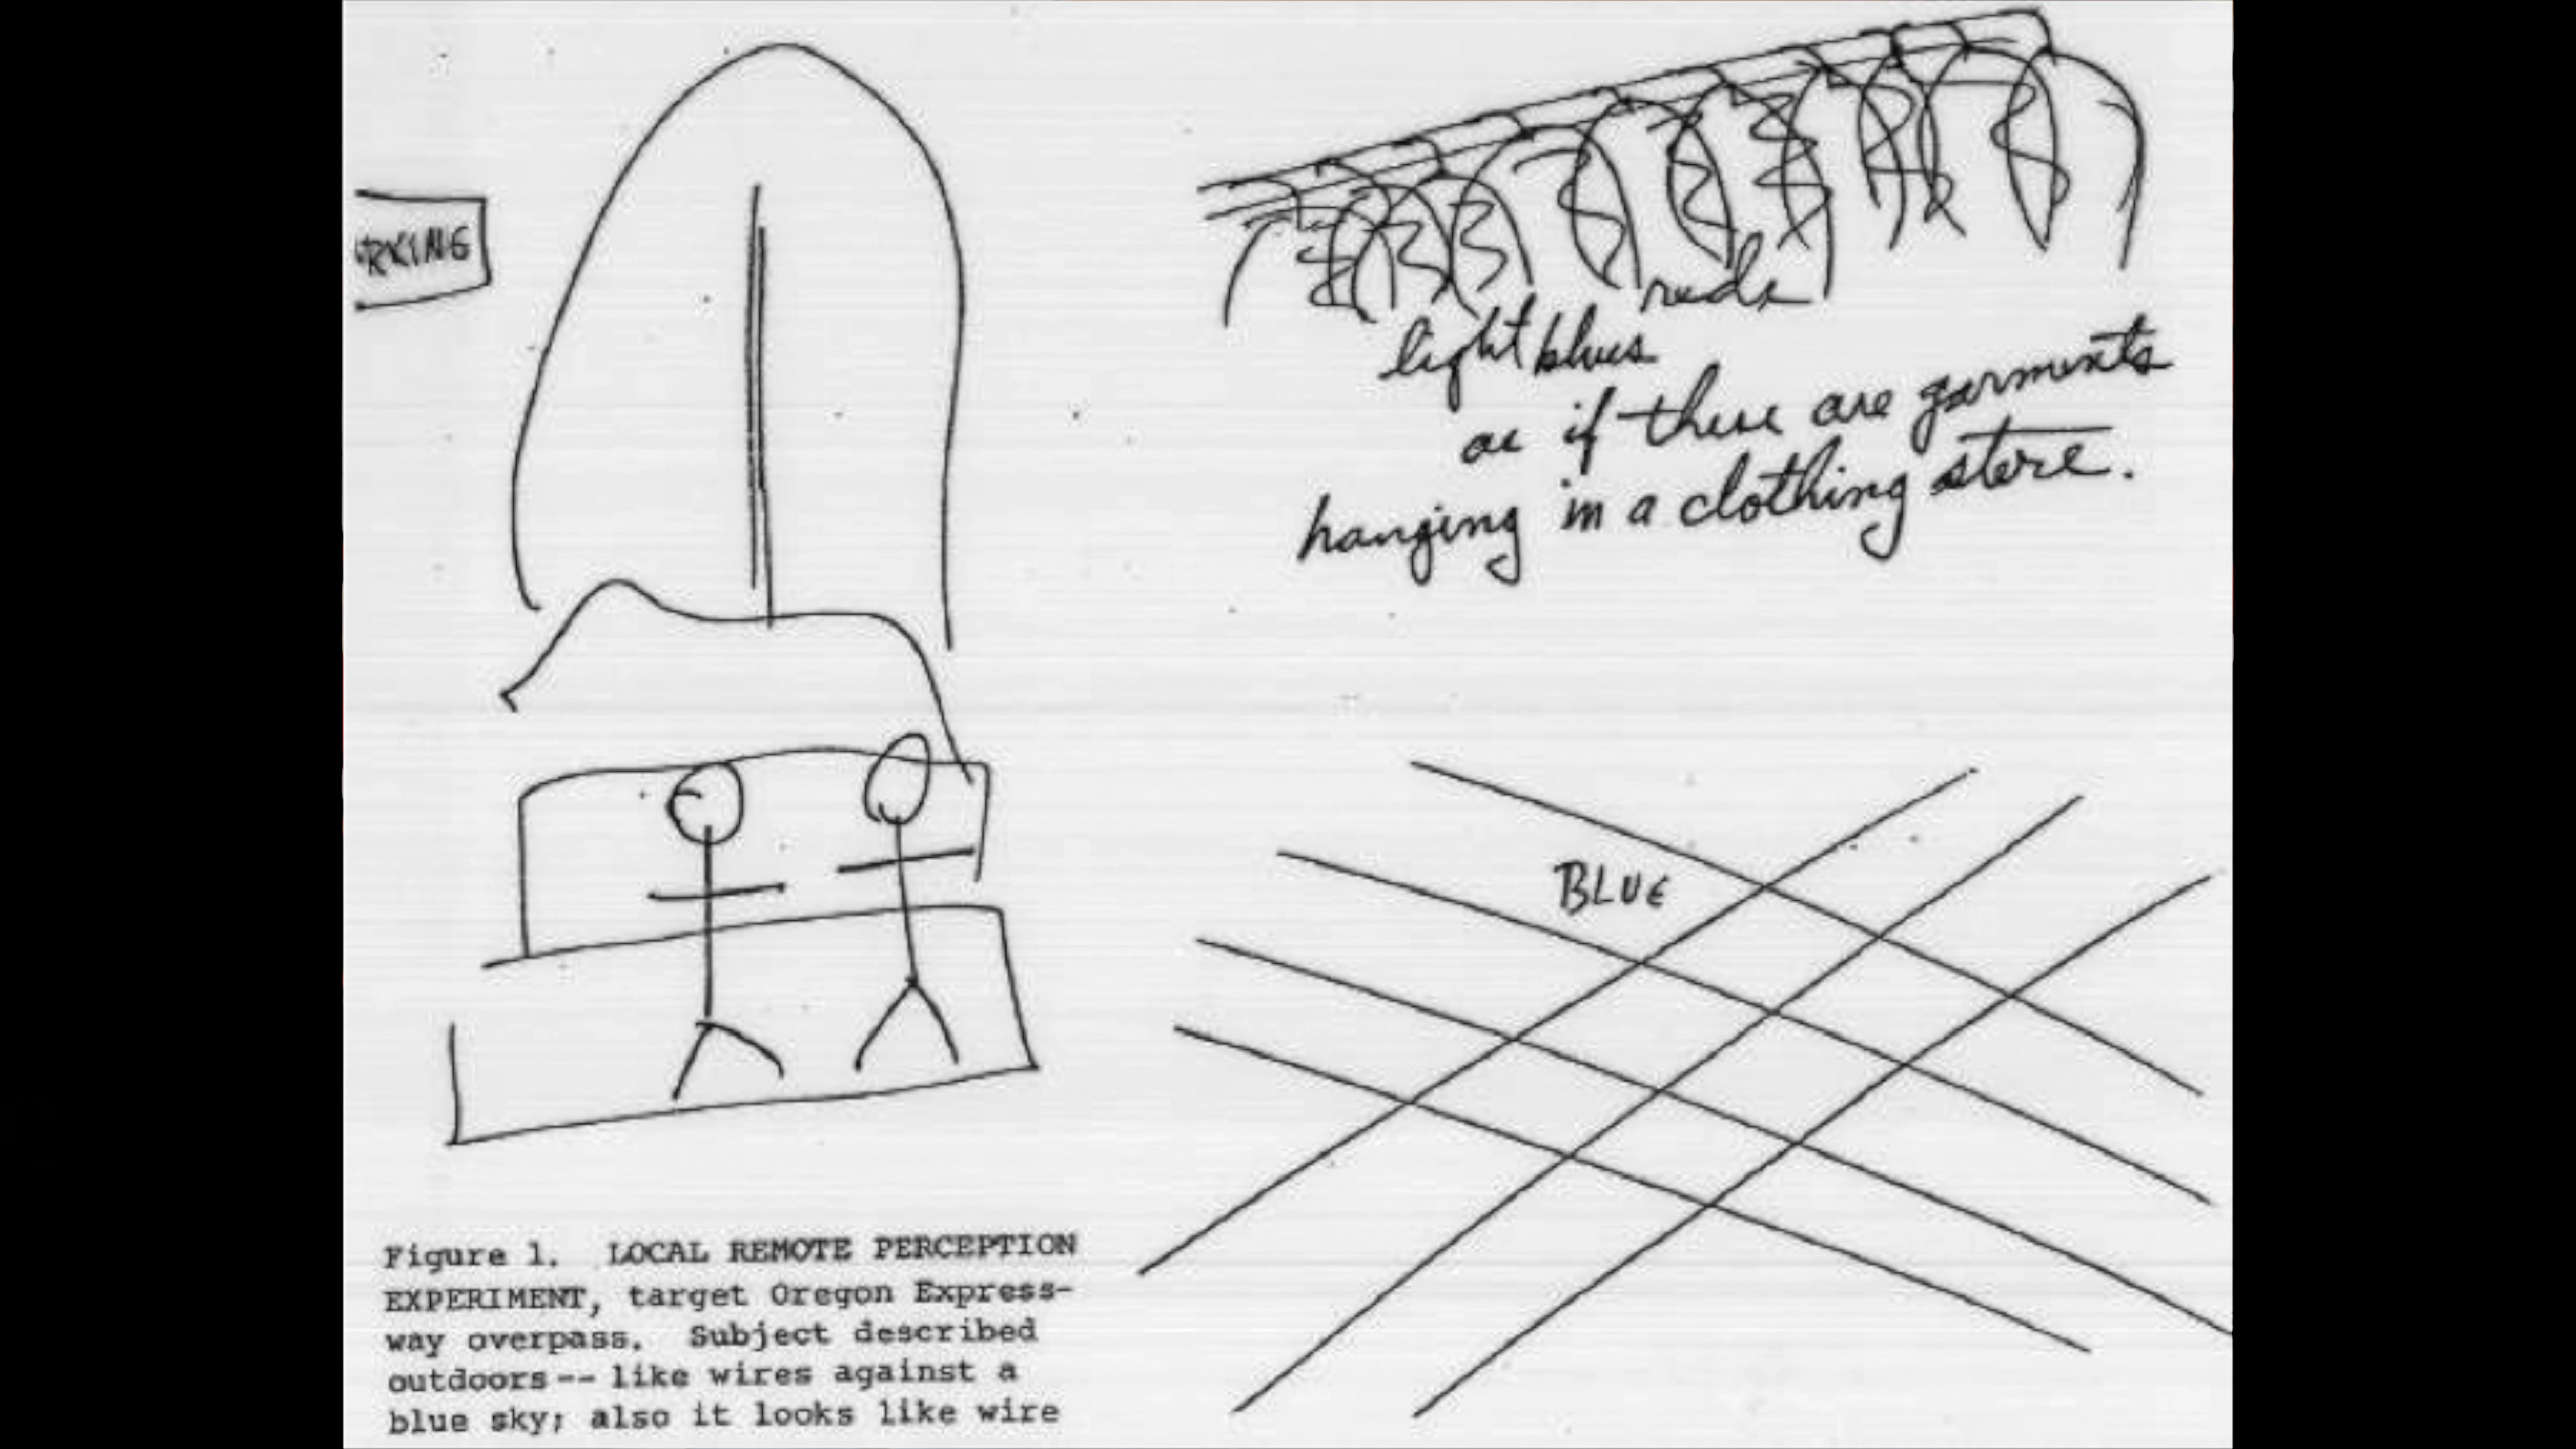 RKING
reds
light blues
as if these are garments
hanging in a clothing store.
BLUE
Figure 1. LOCAL REMOTE PERCEPTION
EXPERIMENT, target Oregon Express-
way overpass. Subject described
outdoors-- like wires against a
blue sky; also it looks like wire